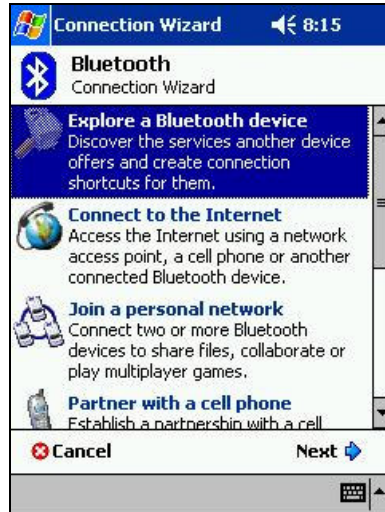 Connection Wizard 8:15
Bluetooth
Connection Wizard
Explore a Bluetooth device
Discover the services another device
offers and create connection
shortcuts for them.
Connect to the Internet
Access the Internet using a network
access point, a cell phone or another
connected Bluetooth device.
Join a personal network
Connect two or more Bluetooth
devices to share files, collaborate or
play multiplayer games.
Partner with a cell phone
Establish a partnership with a cell
Cancel Next